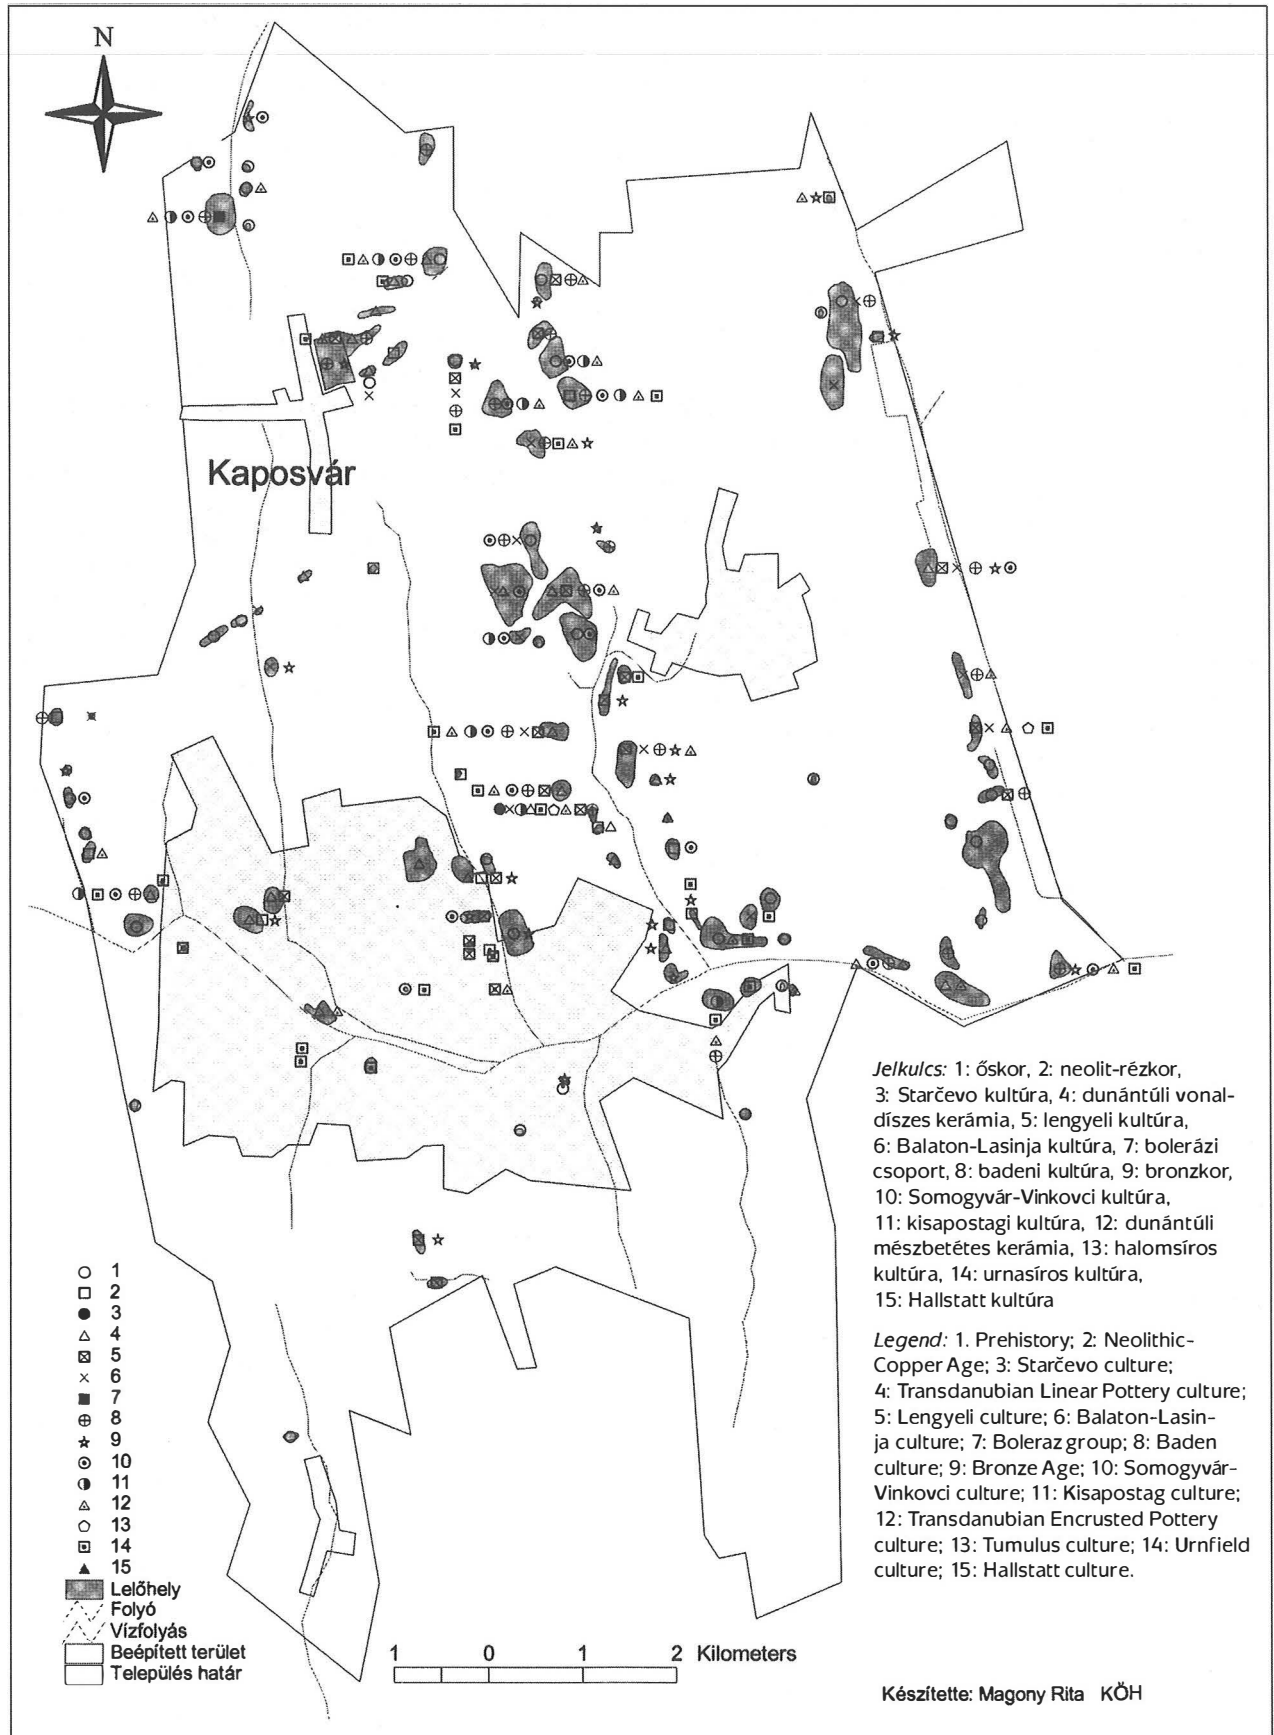 N
Kaposvár
Jelkulcs: 1: őskor, 2: neolit-rézkor,
3: Starčevo kultúra, 4: dunántúli vonal-
díszes kerámia, 5: lengyeli kultúra,
6: Balaton-Lasinja kultúra, 7: bolerázi
csoport, 8: badeni kultúra, 9: bronzkor,
10: Somogyvár-Vinkovci kultúra,
11: kisapostagi kultúra, 12: dunántúli
mészbetétes kerámia, 13: halomsíros
kultúra, 14: urnasíros kultúra,
15: Hallstatt kultúra
Legend: 1. Prehistory; 2: Neolithic-
Copper Age; 3: Starčevo culture;
4: Transdanubian Linear Pottery culture;
5: Lengyeli culture; 6: Balaton-Lasin-
ja culture; 7: Boleraz group; 8: Baden
culture; 9: Bronze Age; 10: Somogyvár-
Vinkovci culture; 11: Kisapostag culture;
12: Transdanubian Encrusted Pottery
culture; 13: Tumulus culture; 14: Urnfield
culture; 15: Hallstatt culture.
1
2
3
4
5
6
7
8
9
10
11
12
13
14
15
Lelőhely
Folyó
Vízfolyás
Beépített terület
Település határ
1 0 1 2 Kilometers
Készítette: Magony Rita KÖH